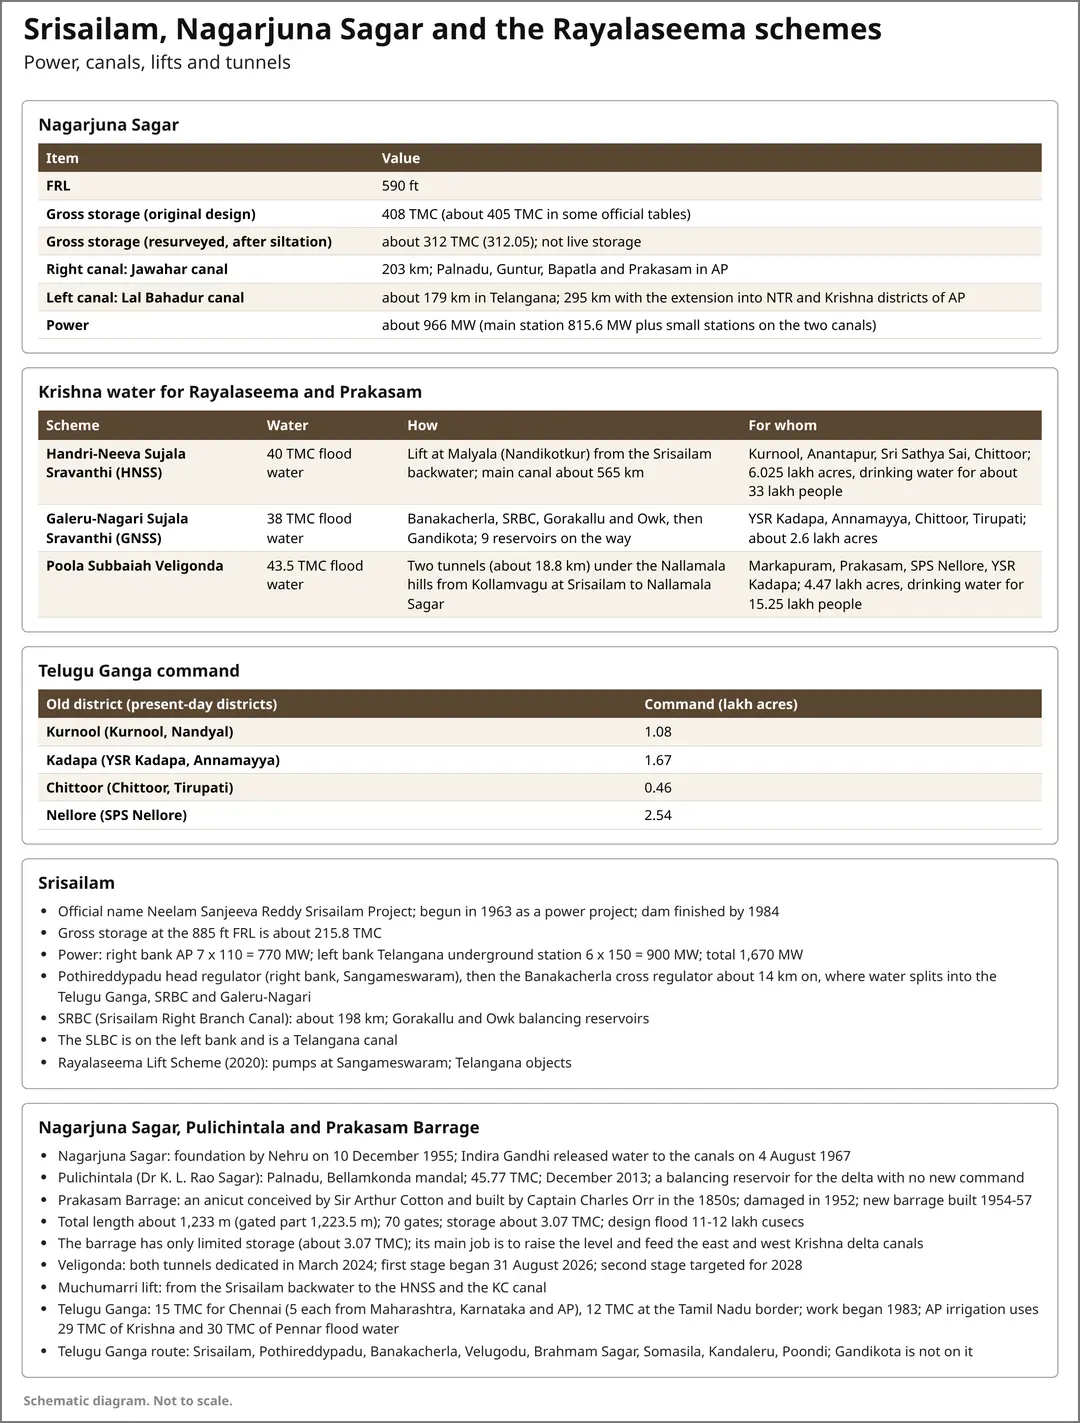 Srisailam, Nagarjuna Sagar and the Rayalaseema schemes
Power, canals, lifts and tunnels
Nagarjuna Sagar
Item Value
FRL 590 ft
Gross storage (original design) 408 TMC (about 405 TMC in some official tables)
Gross storage (resurveyed, after siltation) about 312 TMC (312.05); not live storage
Right canal: Jawahar canal 203 km; Palnadu, Guntur, Bapatla and Prakasam in AP
Left canal: Lal Bahadur canal about 179 km in Telangana; 295 km with the extension into NTR and Krishna districts of AP
Power about 966 MW (main station 815.6 MW plus small stations on the two canals)
Krishna water for Rayalaseema and Prakasam
Scheme Water How For whom
Handri-Neeva Sujala 40 TMC flood Lift at Malyala (Nandikotkur) from the Srisailam Kurnool, Anantapur, Sri Sathya Sai, Chittoor;
Sravanthi (HNSS) water backwater; main canal about 565 km 6.025 lakh acres, drinking water for about
33 lakh people
Galeru-Nagari Sujala 38 TMC flood Banakacherla, SRBC, Gorakallu and Owk, then YSR Kadapa, Annamayya, Chittoor, Tirupati;
Sravanthi (GNSS) water Gandikota; 9 reservoirs on the way about 2.6 lakh acres
Poola Subbaiah Veligonda 43.5 TMC flood Two tunnels (about 18.8 km) under the Nallamala Markapuram, Prakasam, SPS Nellore, YSR
water hills from Kollamvagu at Srisailam to Nallamala Kadapa; 4.47 lakh acres, drinking water for
Sagar 15.25 lakh people
Telugu Ganga command
Old district (present-day districts) Command (lakh acres)
Kurnool (Kurnool, Nandyal) 1.08
Kadapa (YSR Kadapa, Annamayya) 1.67
Chittoor (Chittoor, Tirupati) 0.46
Nellore (SPS Nellore) 2.54
Srisailam
• Official name Neelam Sanjeeva Reddy Srisailam Project; begun in 1963 as a power project; dam finished by 1984
• Gross storage at the 885 ft FRL is about 215.8 TMC
• Power: right bank AP 7 x 110 = 770 MW; left bank Telangana underground station 6 x 150 = 900 MW; total 1,670 MW
• Pothireddypadu head regulator (right bank, Sangameswaram), then the Banakacherla cross regulator about 14 km on, where water splits into the
Telugu Ganga, SRBC and Galeru-Nagari
• SRBC (Srisailam Right Branch Canal): about 198 km; Gorakallu and Owk balancing reservoirs
• The SLBC is on the left bank and is a Telangana canal
• Rayalaseema Lift Scheme (2020): pumps at Sangameswaram; Telangana objects
Nagarjuna Sagar, Pulichintala and Prakasam Barrage
• Nagarjuna Sagar: foundation by Nehru on 10 December 1955; Indira Gandhi released water to the canals on 4 August 1967
• Pulichintala (Dr K. L. Rao Sagar): Palnadu, Bellamkonda mandal; 45.77 TMC; December 2013; a balancing reservoir for the delta with no new command
• Prakasam Barrage: an anicut conceived by Sir Arthur Cotton and built by Captain Charles Orr in the 1850s; damaged in 1952; new barrage built 1954-57
• Total length about 1,233 m (gated part 1,223.5 m); 70 gates; storage about 3.07 TMC; design flood 11-12 lakh cusecs
• The barrage has only limited storage (about 3.07 TMC); its main job is to raise the level and feed the east and west Krishna delta canals
• Veligonda: both tunnels dedicated in March 2024; first stage began 31 August 2026; second stage targeted for 2028
• Muchumarri lift: from the Srisailam backwater to the HNSS and the KC canal
• Telugu Ganga: 15 TMC for Chennai (5 each from Maharashtra, Karnataka and AP), 12 TMC at the Tamil Nadu border; work began 1983; AP irrigation uses
29 TMC of Krishna and 30 TMC of Pennar flood water
• Telugu Ganga route: Srisailam, Pothireddypadu, Banakacherla, Velugodu, Brahmam Sagar, Somasila, Kandaleru, Poondi; Gandikota is not on it
Schematic diagram. Not to scale.